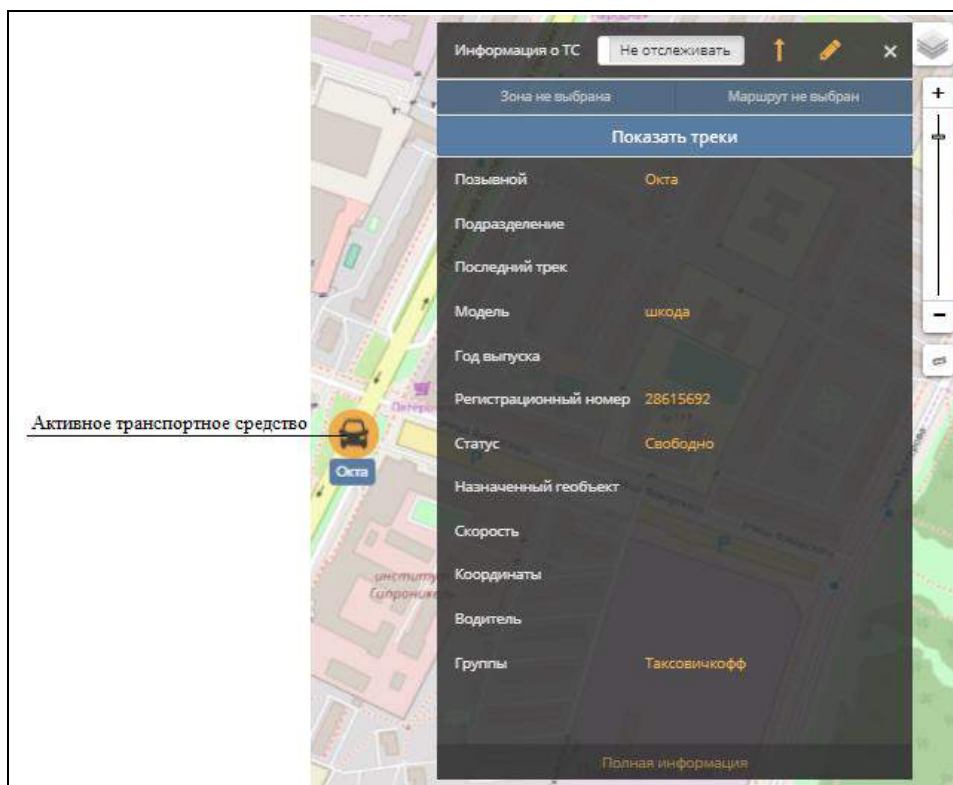 Информация о ТС Не отслеживать ×
Зона не выбрана Маршрут не выбран
+
Показать треки
Позывной Окта
Подразделение
Последний трек
Модель шкода
−
Год выпуска
Регистрационный номер 28615692
Активное транспортное средство
Статус Свободно
Окта
Назначенный геобъект
P
Скорость
P
институт
Гипроникель
Координаты
Водитель
Группы Таксовичкофф
Полная информация